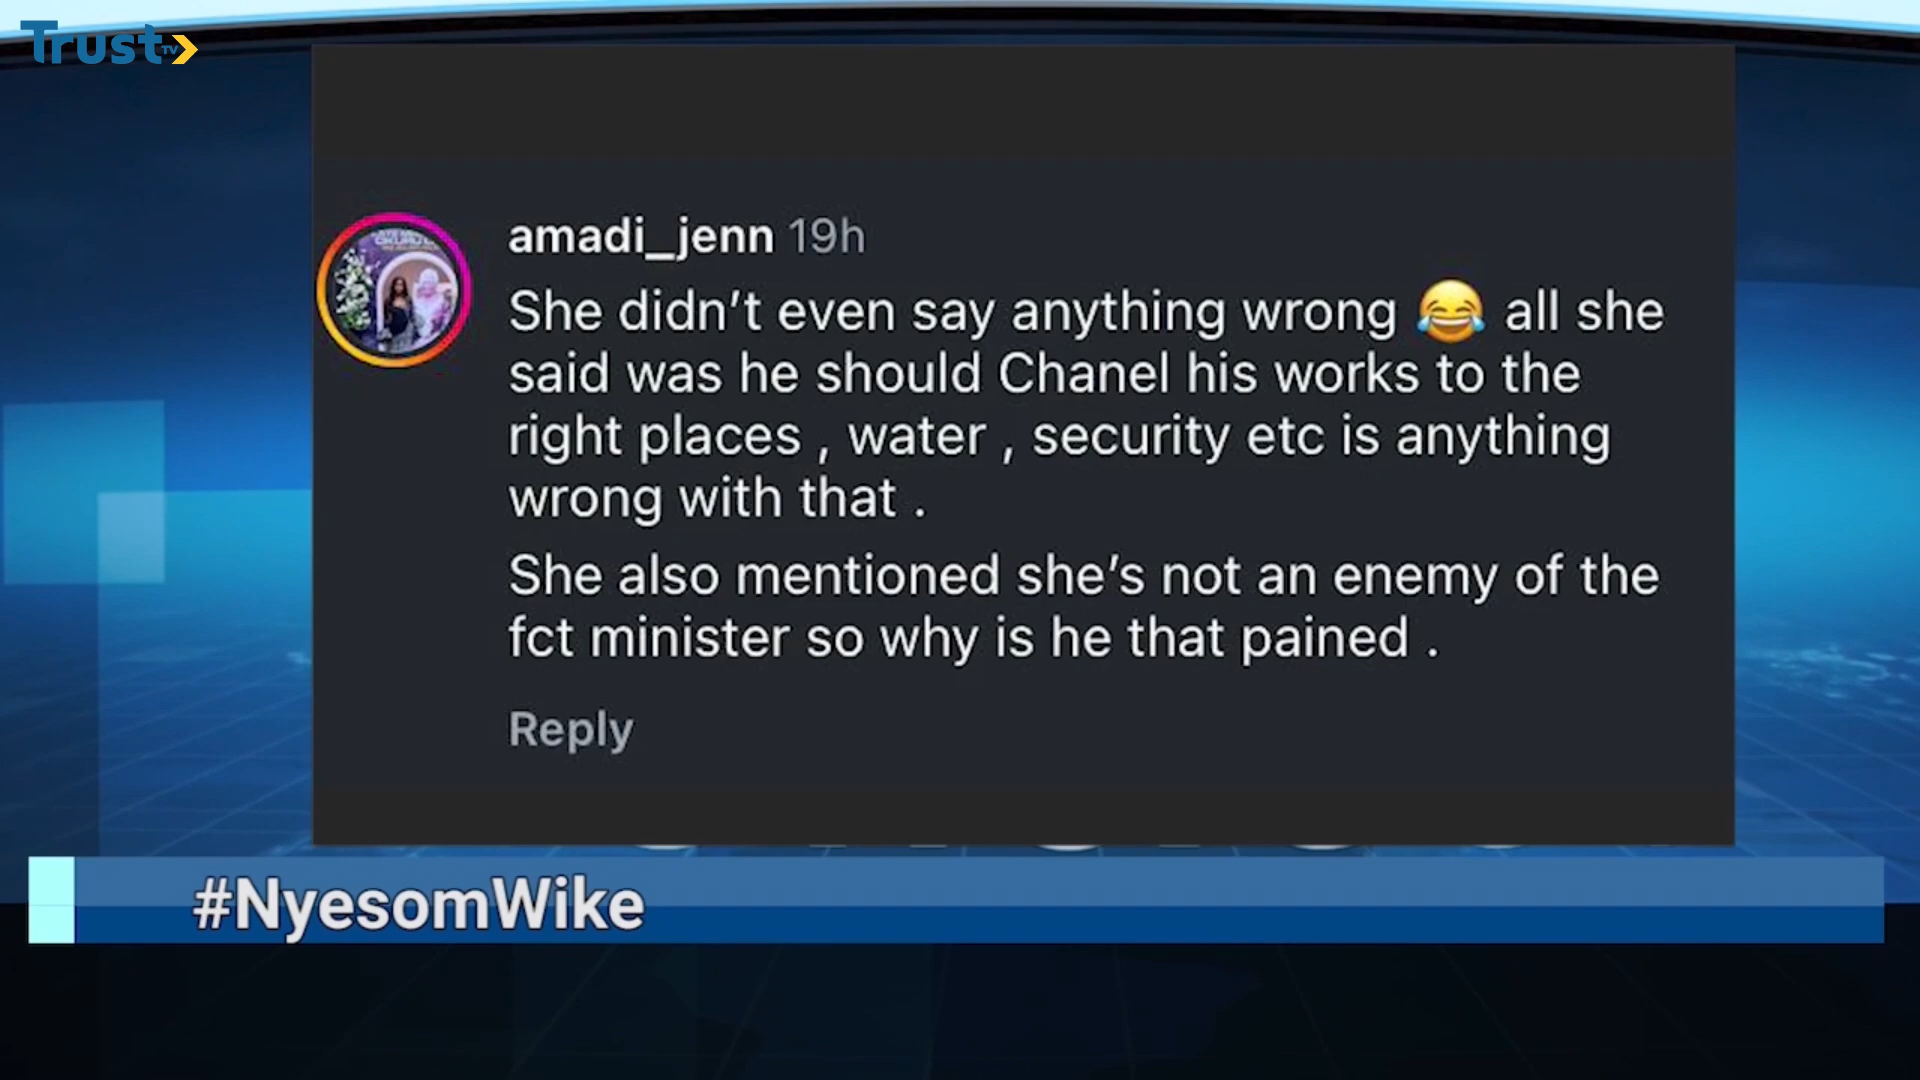 Trust TV
amadi_jenn 19h
She didn't even say anything wrong 😂 all she
said was he should Chanel his works to the
right places , water , security etc is anything
wrong with that .
She also mentioned she's not an enemy of the
fct minister so why is he that pained .
Reply
#NyesomWike